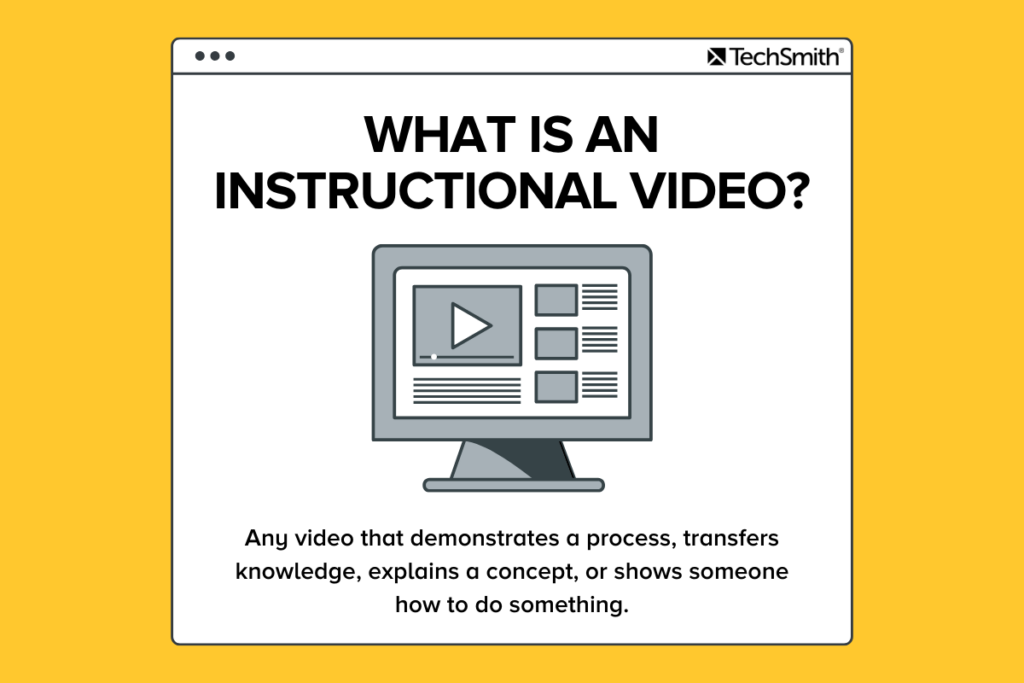 TechSmith®
WHAT IS AN
INSTRUCTIONAL VIDEO?
Any video that demonstrates a process, transfers
knowledge, explains a concept, or shows someone
how to do something.